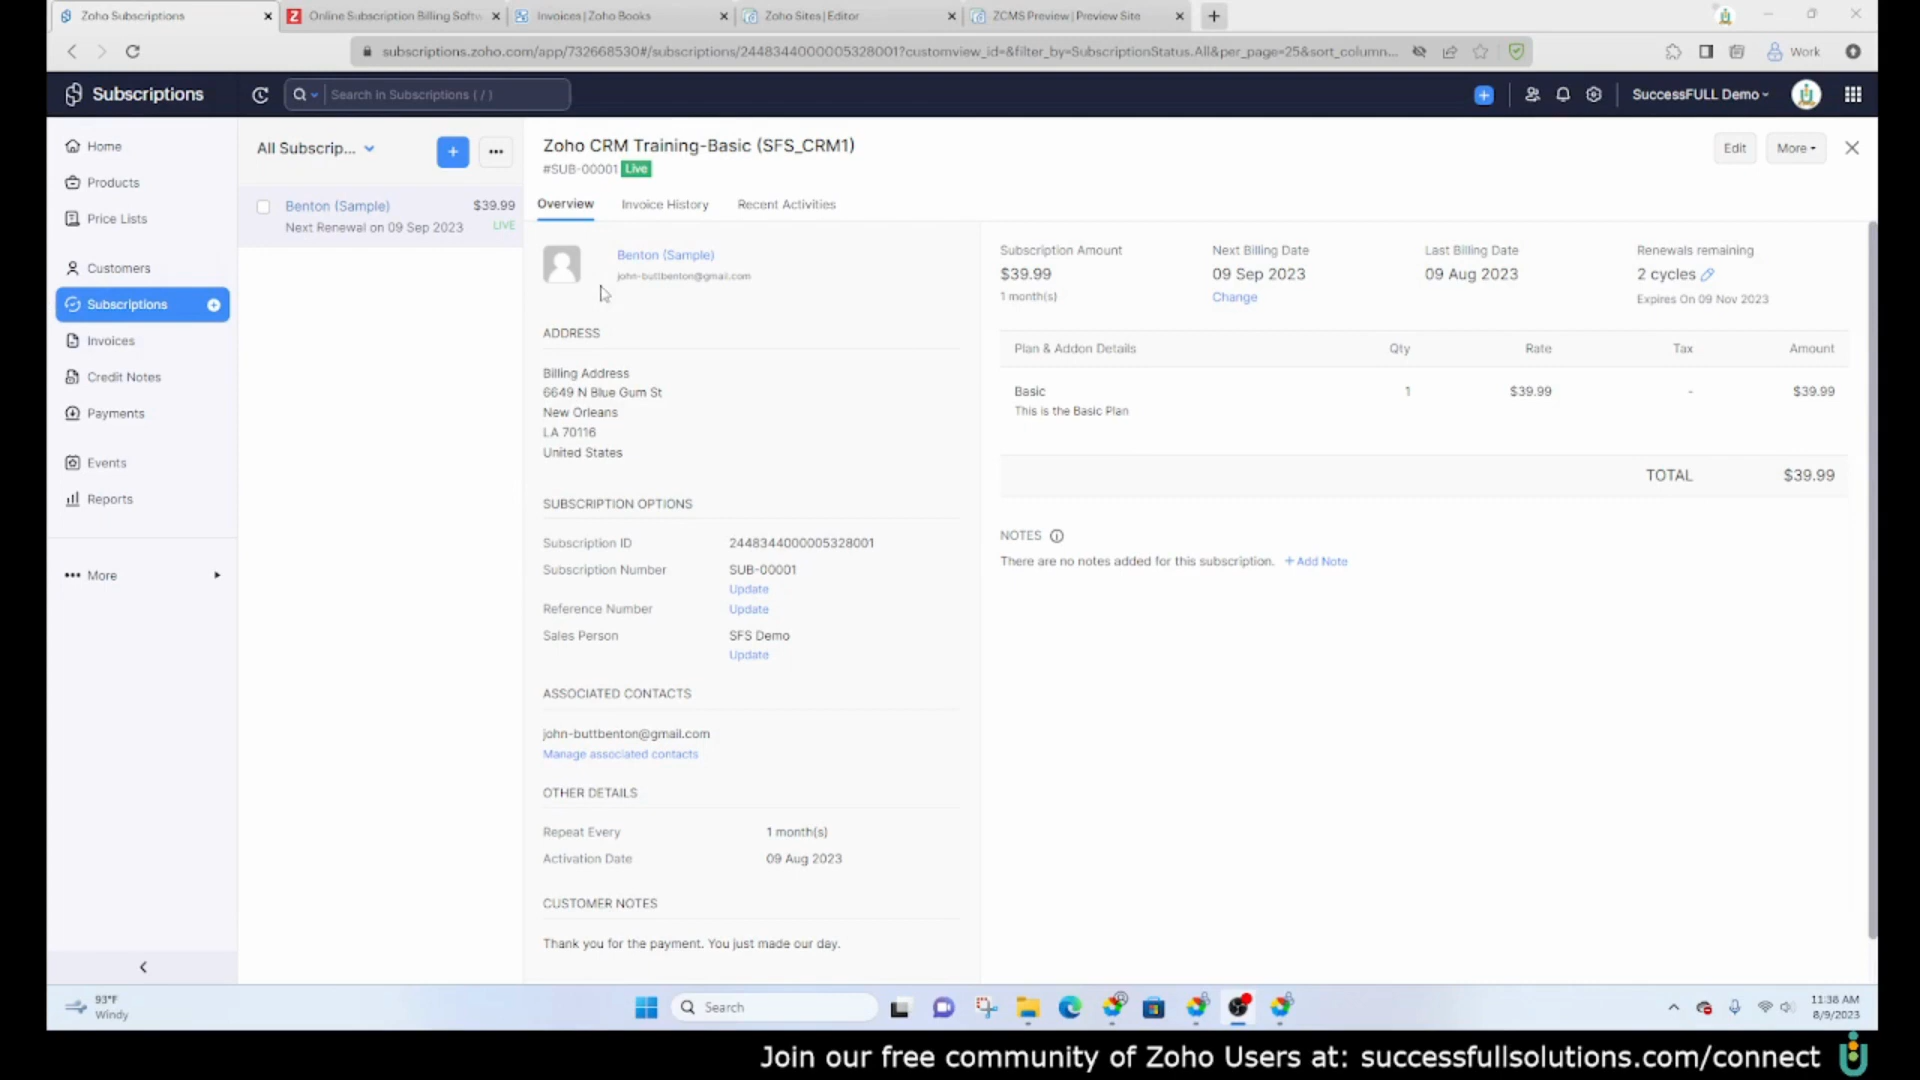 Zoho Subscriptions
Online Subscription Billing Softw
Invoices | Zoho Books
Zoho Sites | Editor
ZCMS Preview | Preview Site
subscriptions.zoho.com/app/732668530#/subscriptions/2448344000005328001?customview_id=&filter_by=SubscriptionStatus.All&per_page=25&sort_column...
Work
Subscriptions
Search in Subscriptions ( / )
SuccessFULL Demo
Home
Products
Price Lists
Customers
Subscriptions
Invoices
Credit Notes
Payments
Events
Reports
More
All Subscrip...
Benton (Sample) $39.99
Next Renewal on 09 Sep 2023 LIVE
Zoho CRM Training-Basic (SFS_CRM1)
#SUB-00001 Live
Edit
More
Overview Invoice History Recent Activities
Benton (Sample)
john-buttbenton@gmail.com
ADDRESS
Billing Address
6649 N Blue Gum St
New Orleans
LA 70116
United States
SUBSCRIPTION OPTIONS
Subscription ID 2448344000005328001
Subscription Number SUB-00001
Update
Reference Number Update
Sales Person SFS Demo
Update
ASSOCIATED CONTACTS
john-buttbenton@gmail.com
Manage associated contacts
OTHER DETAILS
Repeat Every 1 month(s)
Activation Date 09 Aug 2023
CUSTOMER NOTES
Thank you for the payment. You just made our day.
Subscription Amount Next Billing Date Last Billing Date Renewals remaining
$39.99 09 Sep 2023 09 Aug 2023 2 cycles
1 month(s) Change Expires On 09 Nov 2023
Plan & Addon Details Qty Rate Tax Amount
Basic 1 $39.99 - $39.99
This is the Basic Plan
TOTAL $39.99
NOTES
There are no notes added for this subscription. + Add Note
93°F
Windy
Search
11:38 AM
8/9/2023
Join our free community of Zoho Users at: successfullsolutions.com/connect